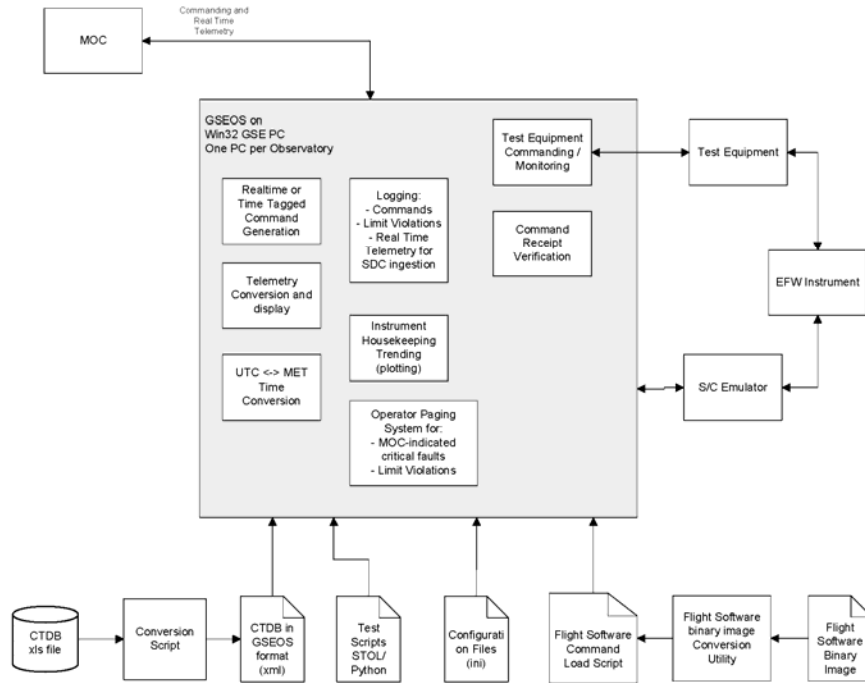 Commanding and
Real Time
Telemetry
MOC
GSEOS on
Win32 GSE PC
One PC per Observatory
Realtime or
Time Tagged
Command
Generation
Logging:
- Commands
- Limit Violations
- Real Time
Telemetry for
SDC ingestion
Test Equipment
Commanding /
Monitoring
Test Equipment
Command
Receipt
Verification
Telemetry
Conversion and
display
EFW Instrument
Instrument
Housekeeping
Trending
(plotting)
UTC <-> MET
Time
Conversion
S/C Emulator
Operator Paging
System for:
- MOC-indicated
critical faults
- Limit Violations
CTDB
xls file
Conversion
Script
CTDB in
GSEOS
format
(xml)
Test
Scripts
STOL/
Python
Configurati
on Files
(ini)
Flight Software
Command
Load Script
Flight Software
binary image
Conversion
Utility
Flight
Software
Binary
Image